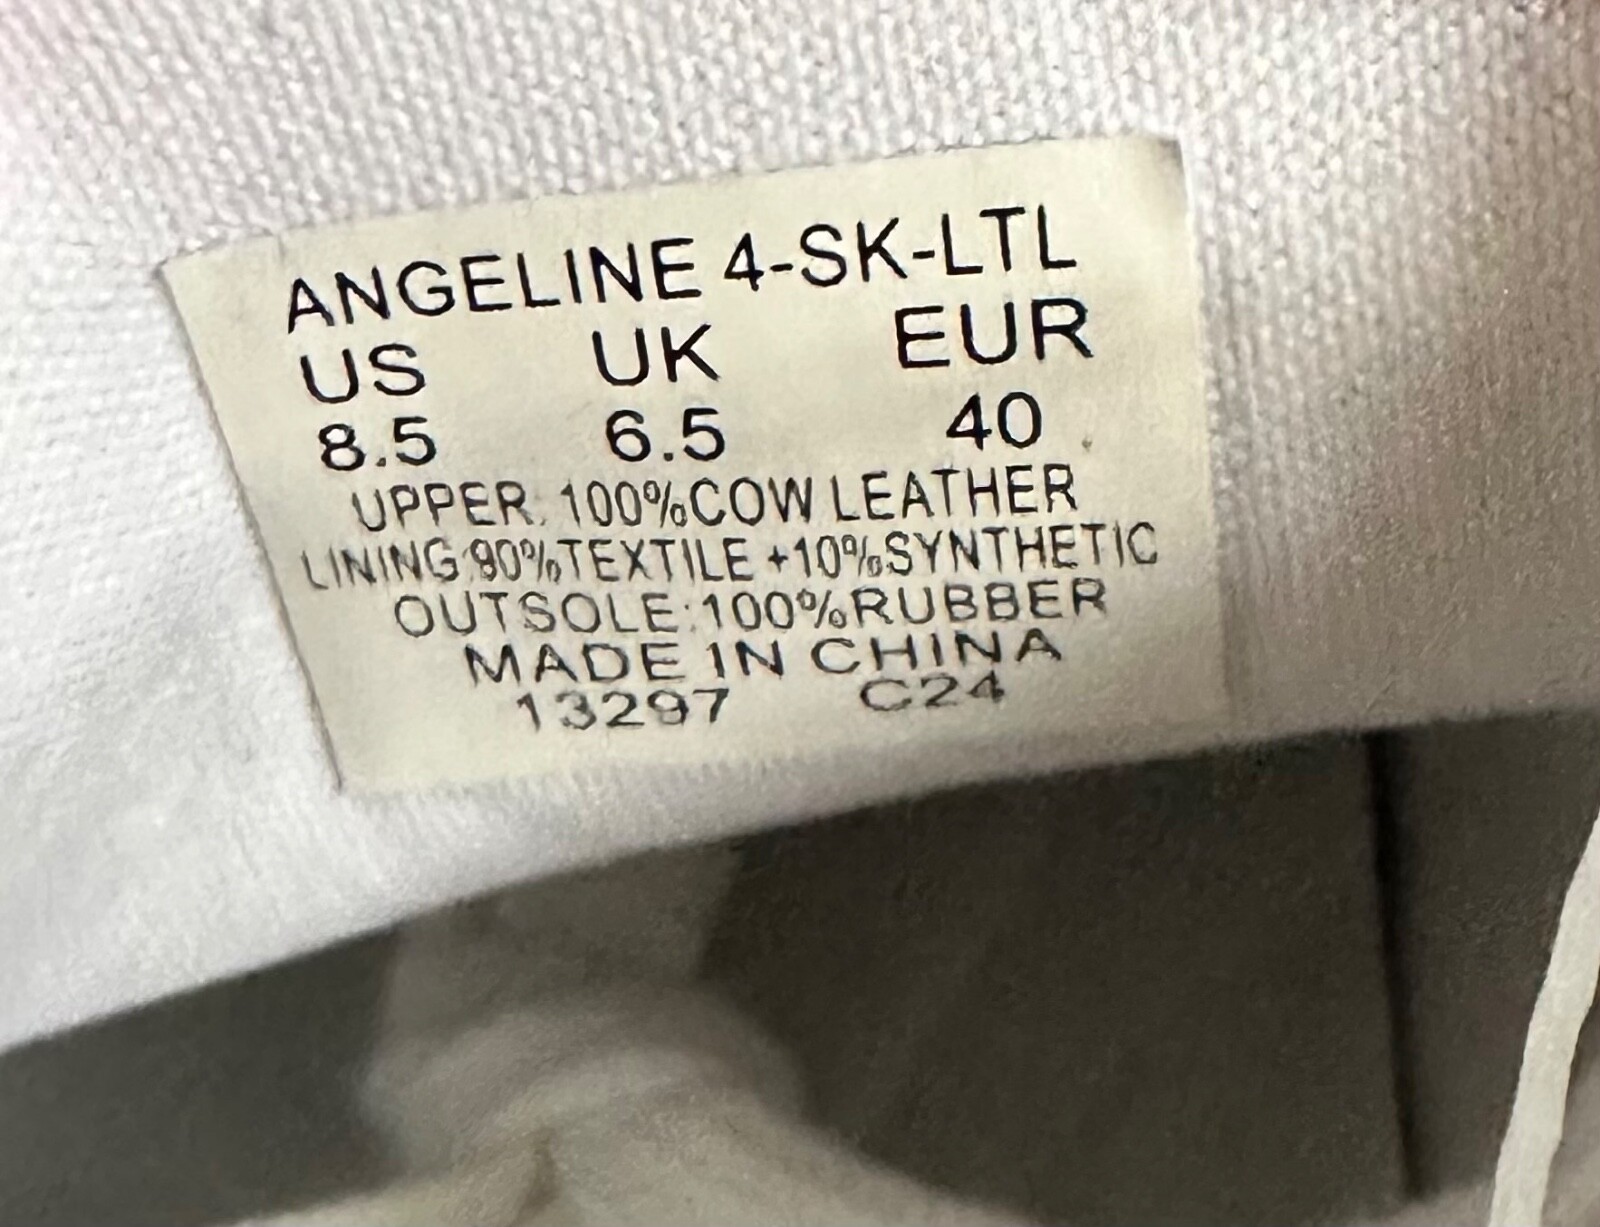 ANGELINE 4-SK-LTL
US UK EUR
8.5 6.5 40
UPPER: 100%COW LEATHER
LINING:90%TEXTILE+10%SYNTHETIC
OUTSOLE:100%RUBBER
MADE IN CHINA
13297 C24